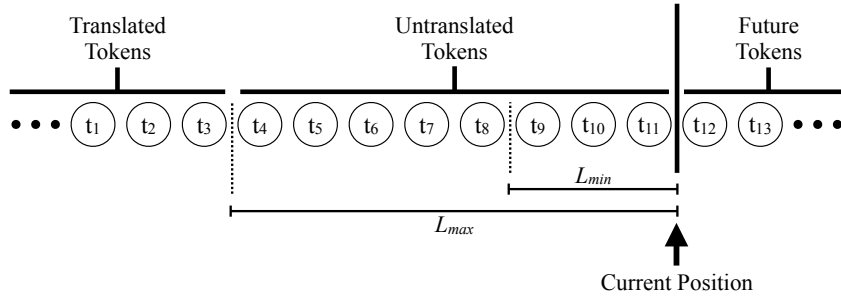 Translated
Tokens
Untranslated
Tokens
Future
Tokens
t1 t2 t3 t4 t5 t6 t7 t8 t9 t10 t11 t12 t13
Lmin
Lmax
Current Position